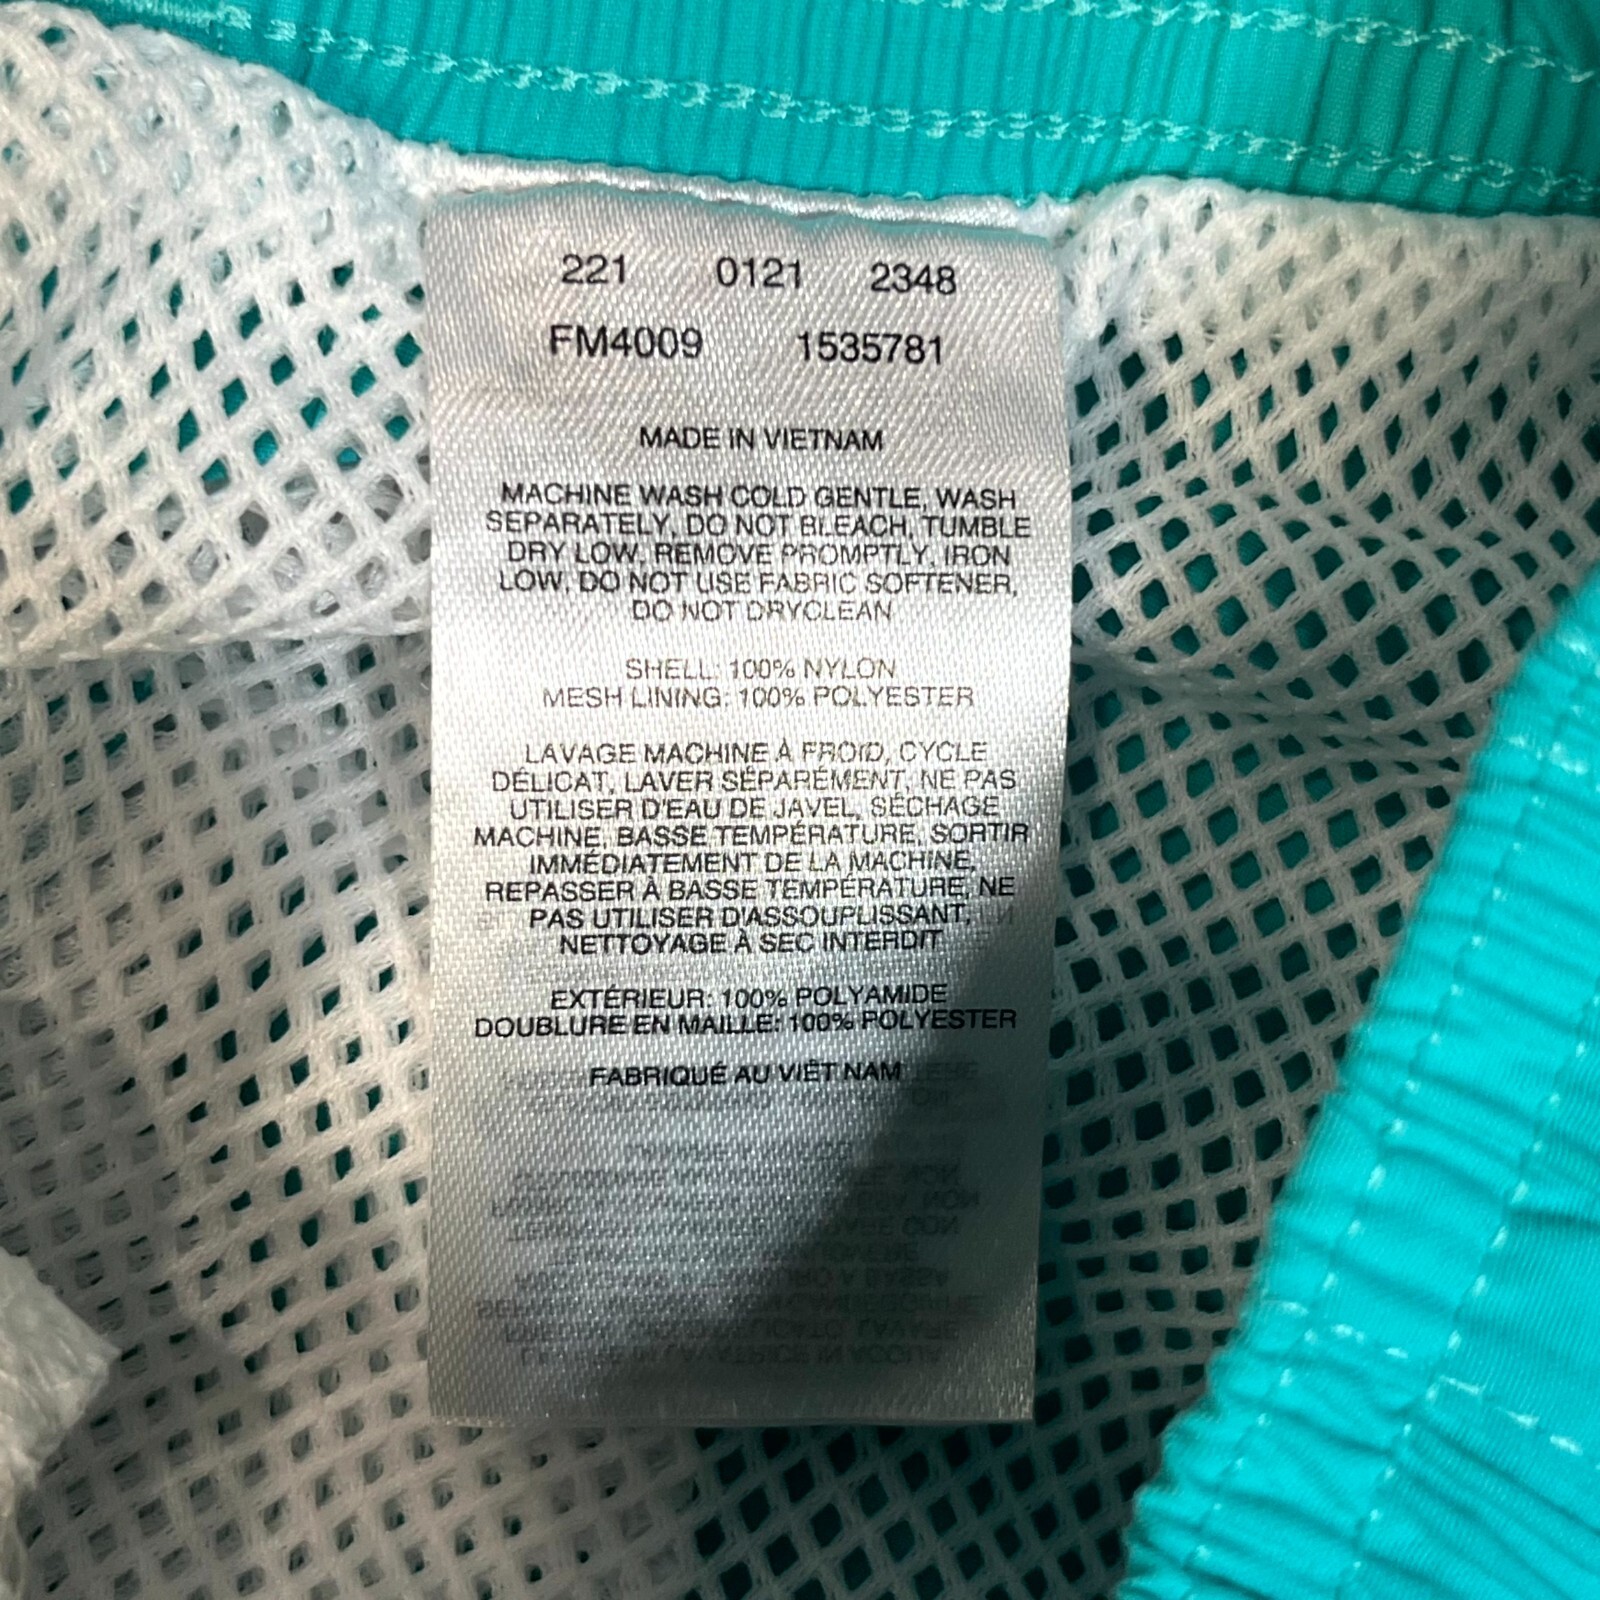 221 0121 2348
FM4009 1535781
MADE IN VIETNAM
MACHINE WASH COLD GENTLE, WASH
SEPARATELY, DO NOT BLEACH, TUMBLE
DRY LOW, REMOVE PROMPTLY, IRON
LOW, DO NOT USE FABRIC SOFTENER,
DO NOT DRYCLEAN
SHELL: 100% NYLON
MESH LINING: 100% POLYESTER
LAVAGE MACHINE À FROID, CYCLE
DÉLICAT, LAVER SÉPARÉMENT, NE PAS
UTILISER D'EAU DE JAVEL, SÉCHAGE
MACHINE, BASSE TEMPÉRATURE, SORTIR
IMMÉDIATEMENT DE LA MACHINE,
REPASSER À BASSE TEMPÉRATURE, NE
PAS UTILISER D'ASSOUPLISSANT,
NETTOYAGE À SEC INTERDIT
EXTÉRIEUR: 100% POLYAMIDE
DOUBLURE EN MAILLE: 100% POLYESTER
FABRIQUÉ AU VIÊT NAM